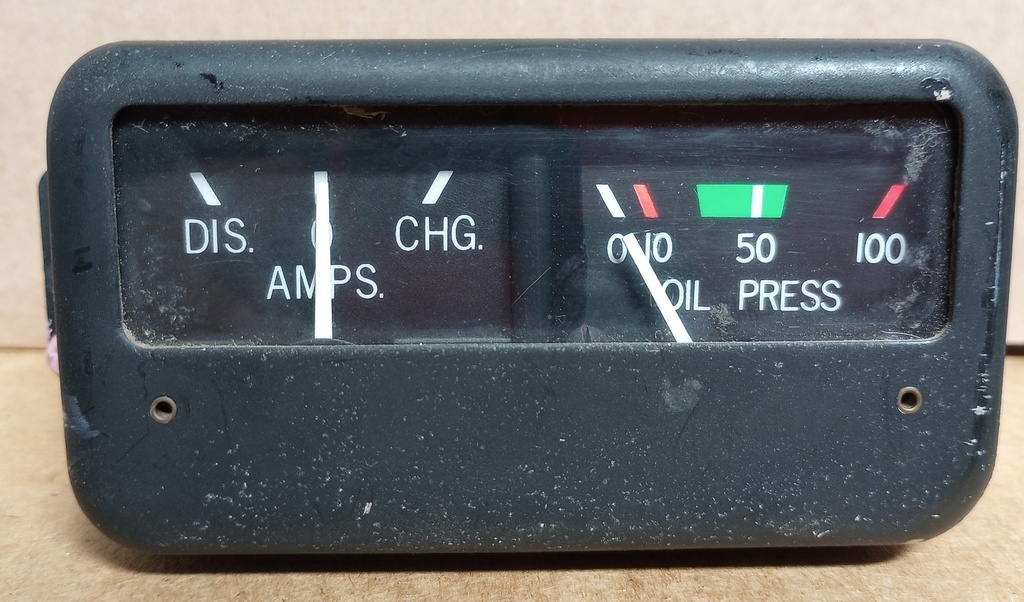 DIS. 0 CHG.
AMPS.
0 10 50 100
OIL PRESS